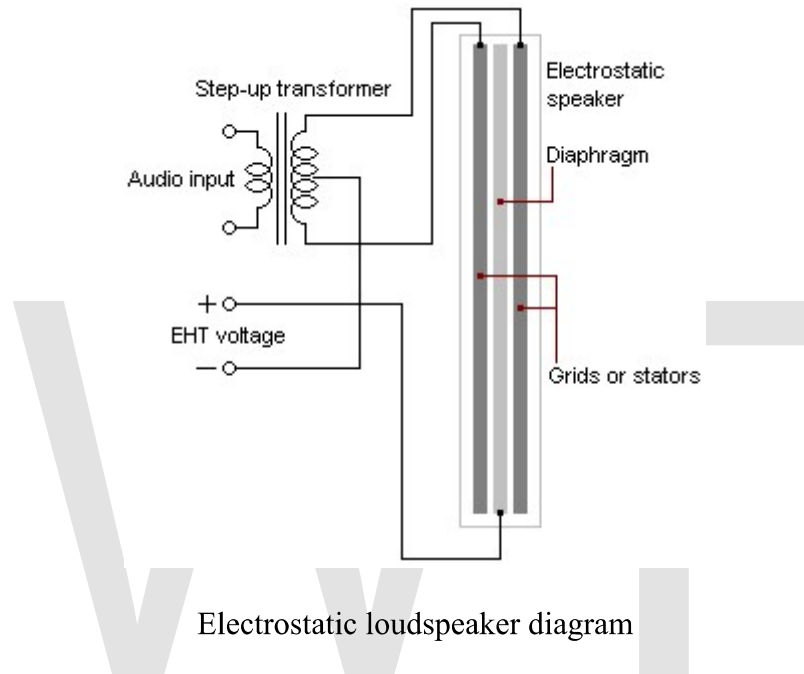 Step-up transformer
Electrostatic
speaker
Diaphragm
Audio input
+
EHT voltage
−
Grids or stators
Electrostatic loudspeaker diagram